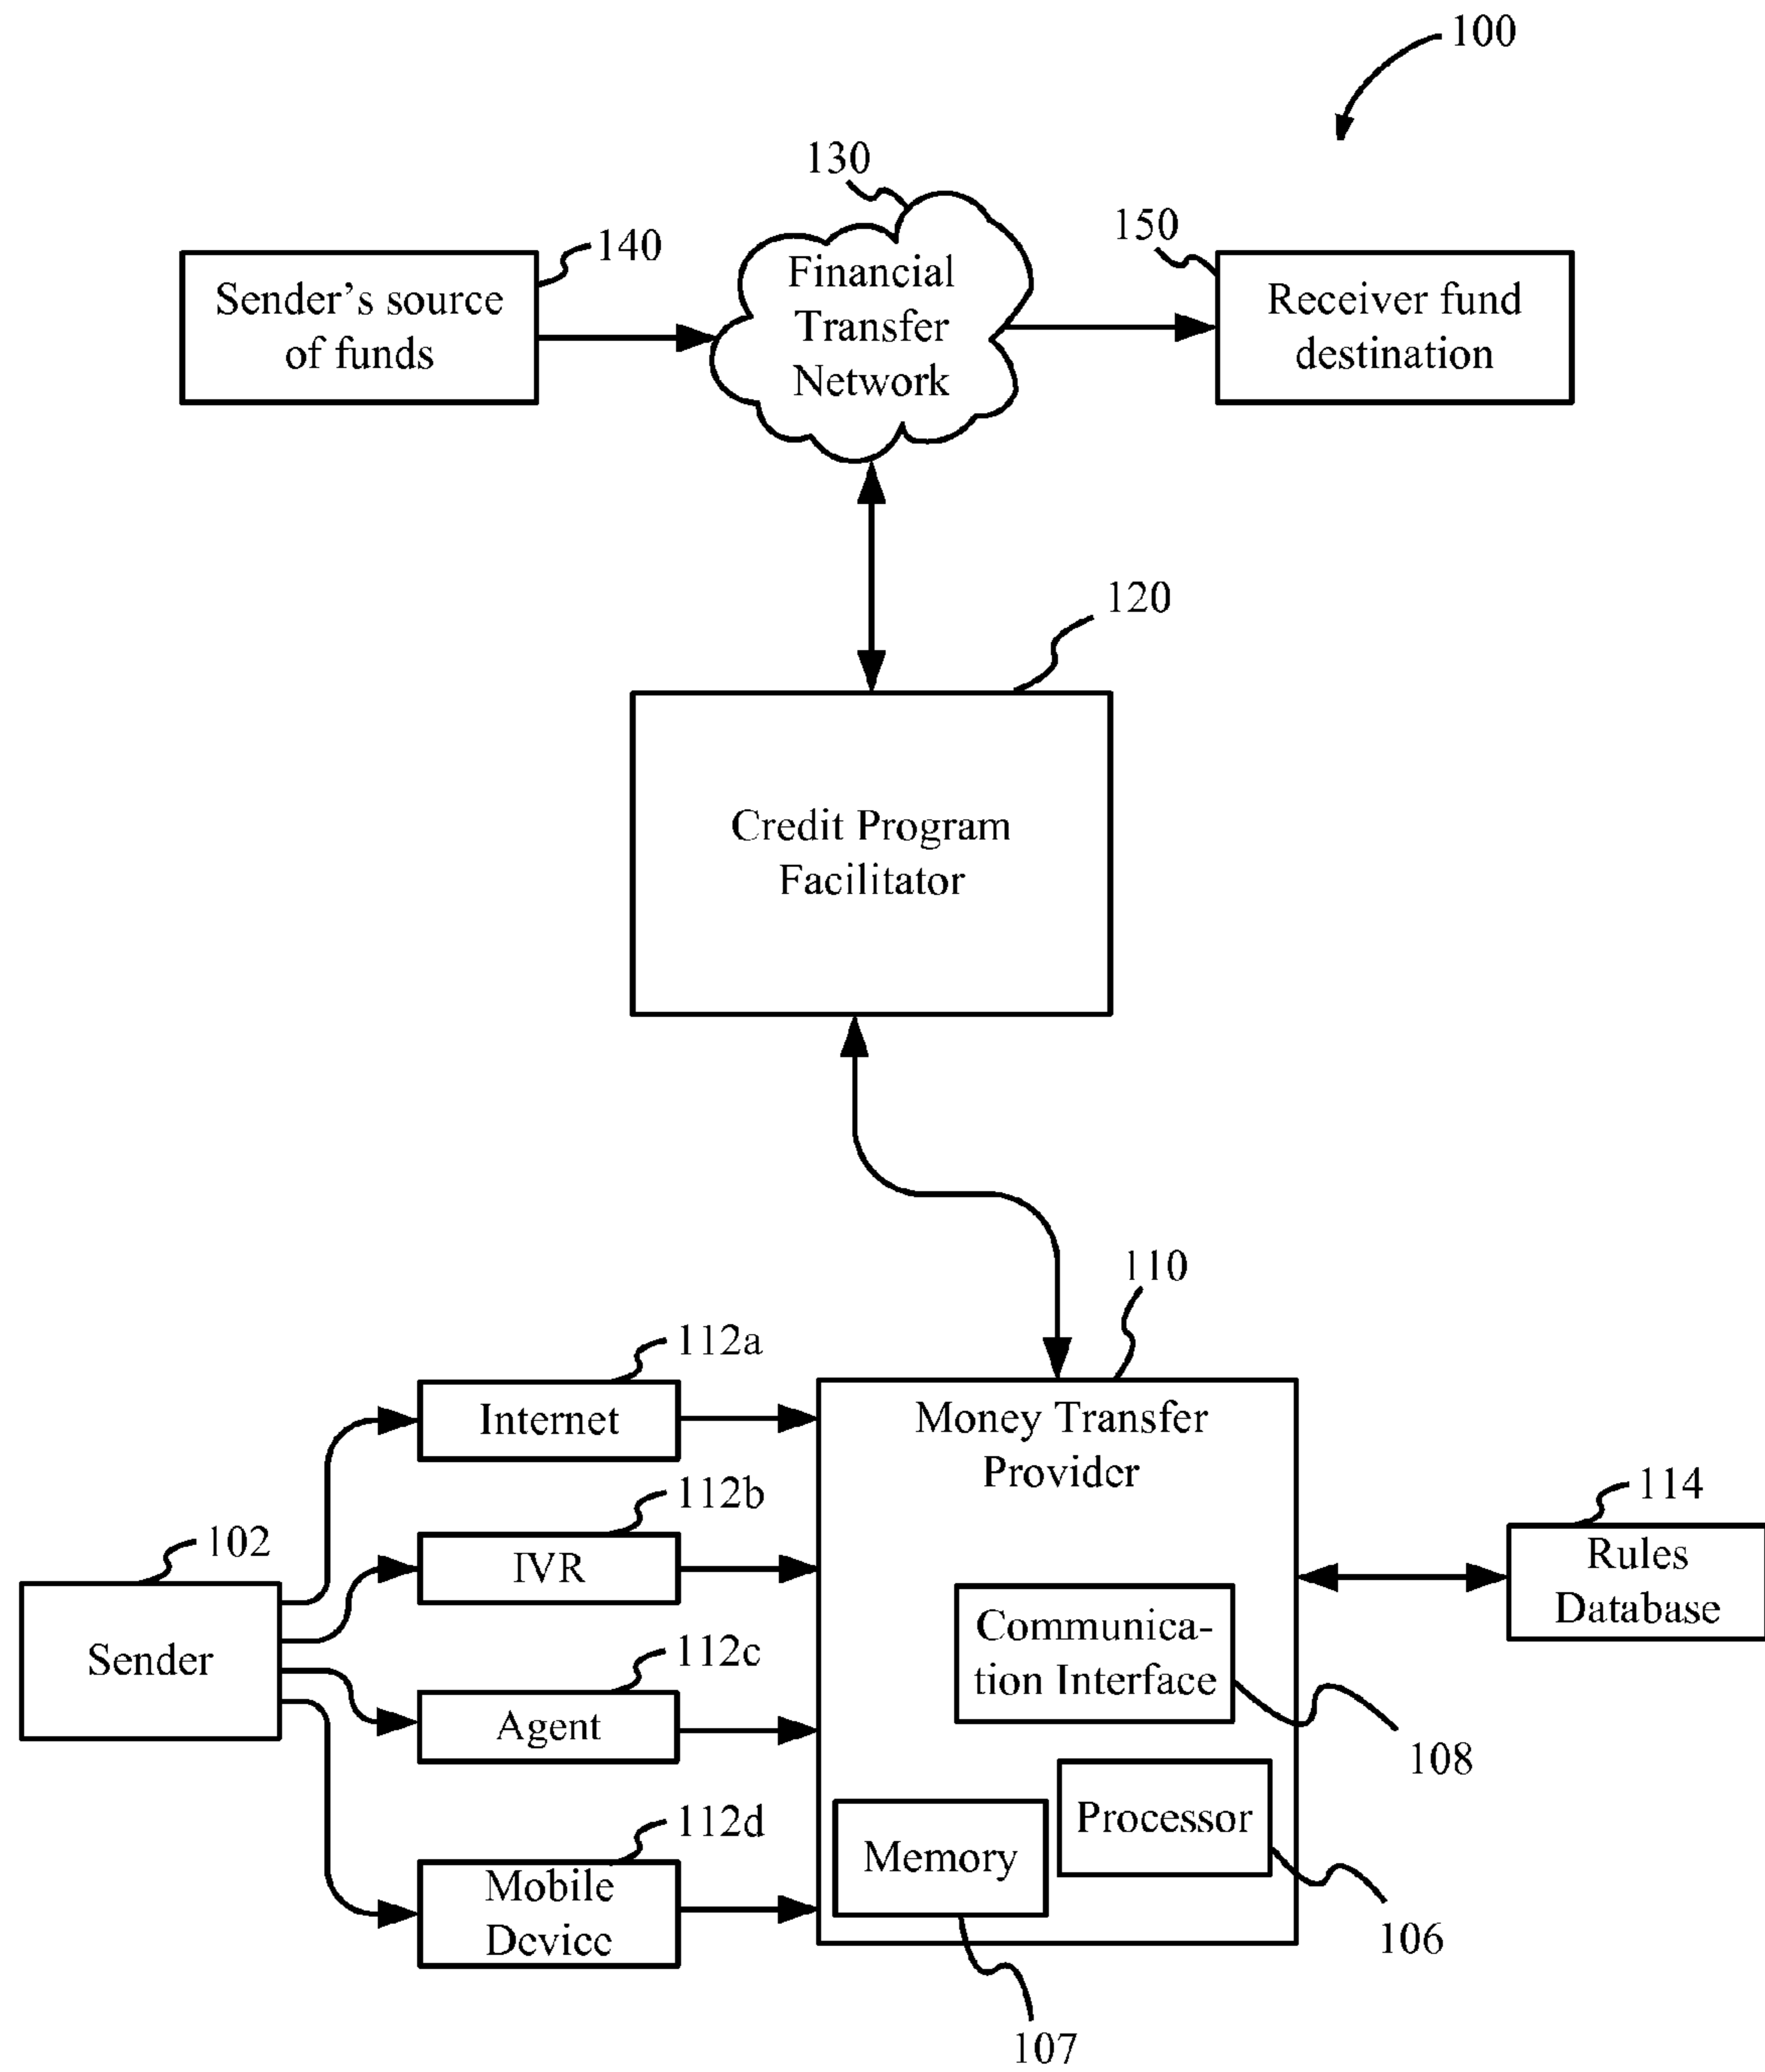 100
130
150
140
Sender's source
of funds
Financial
Transfer
Network
Receiver fund
destination
120
Credit Program
Facilitator
110
112a
Internet
Money Transfer
Provider
112b
114
102
IVR
Rules
Database
Communica-
tion Interface
Sender
112c
Agent
108
112d
Processor
Memory
Mobile
Device
106
107